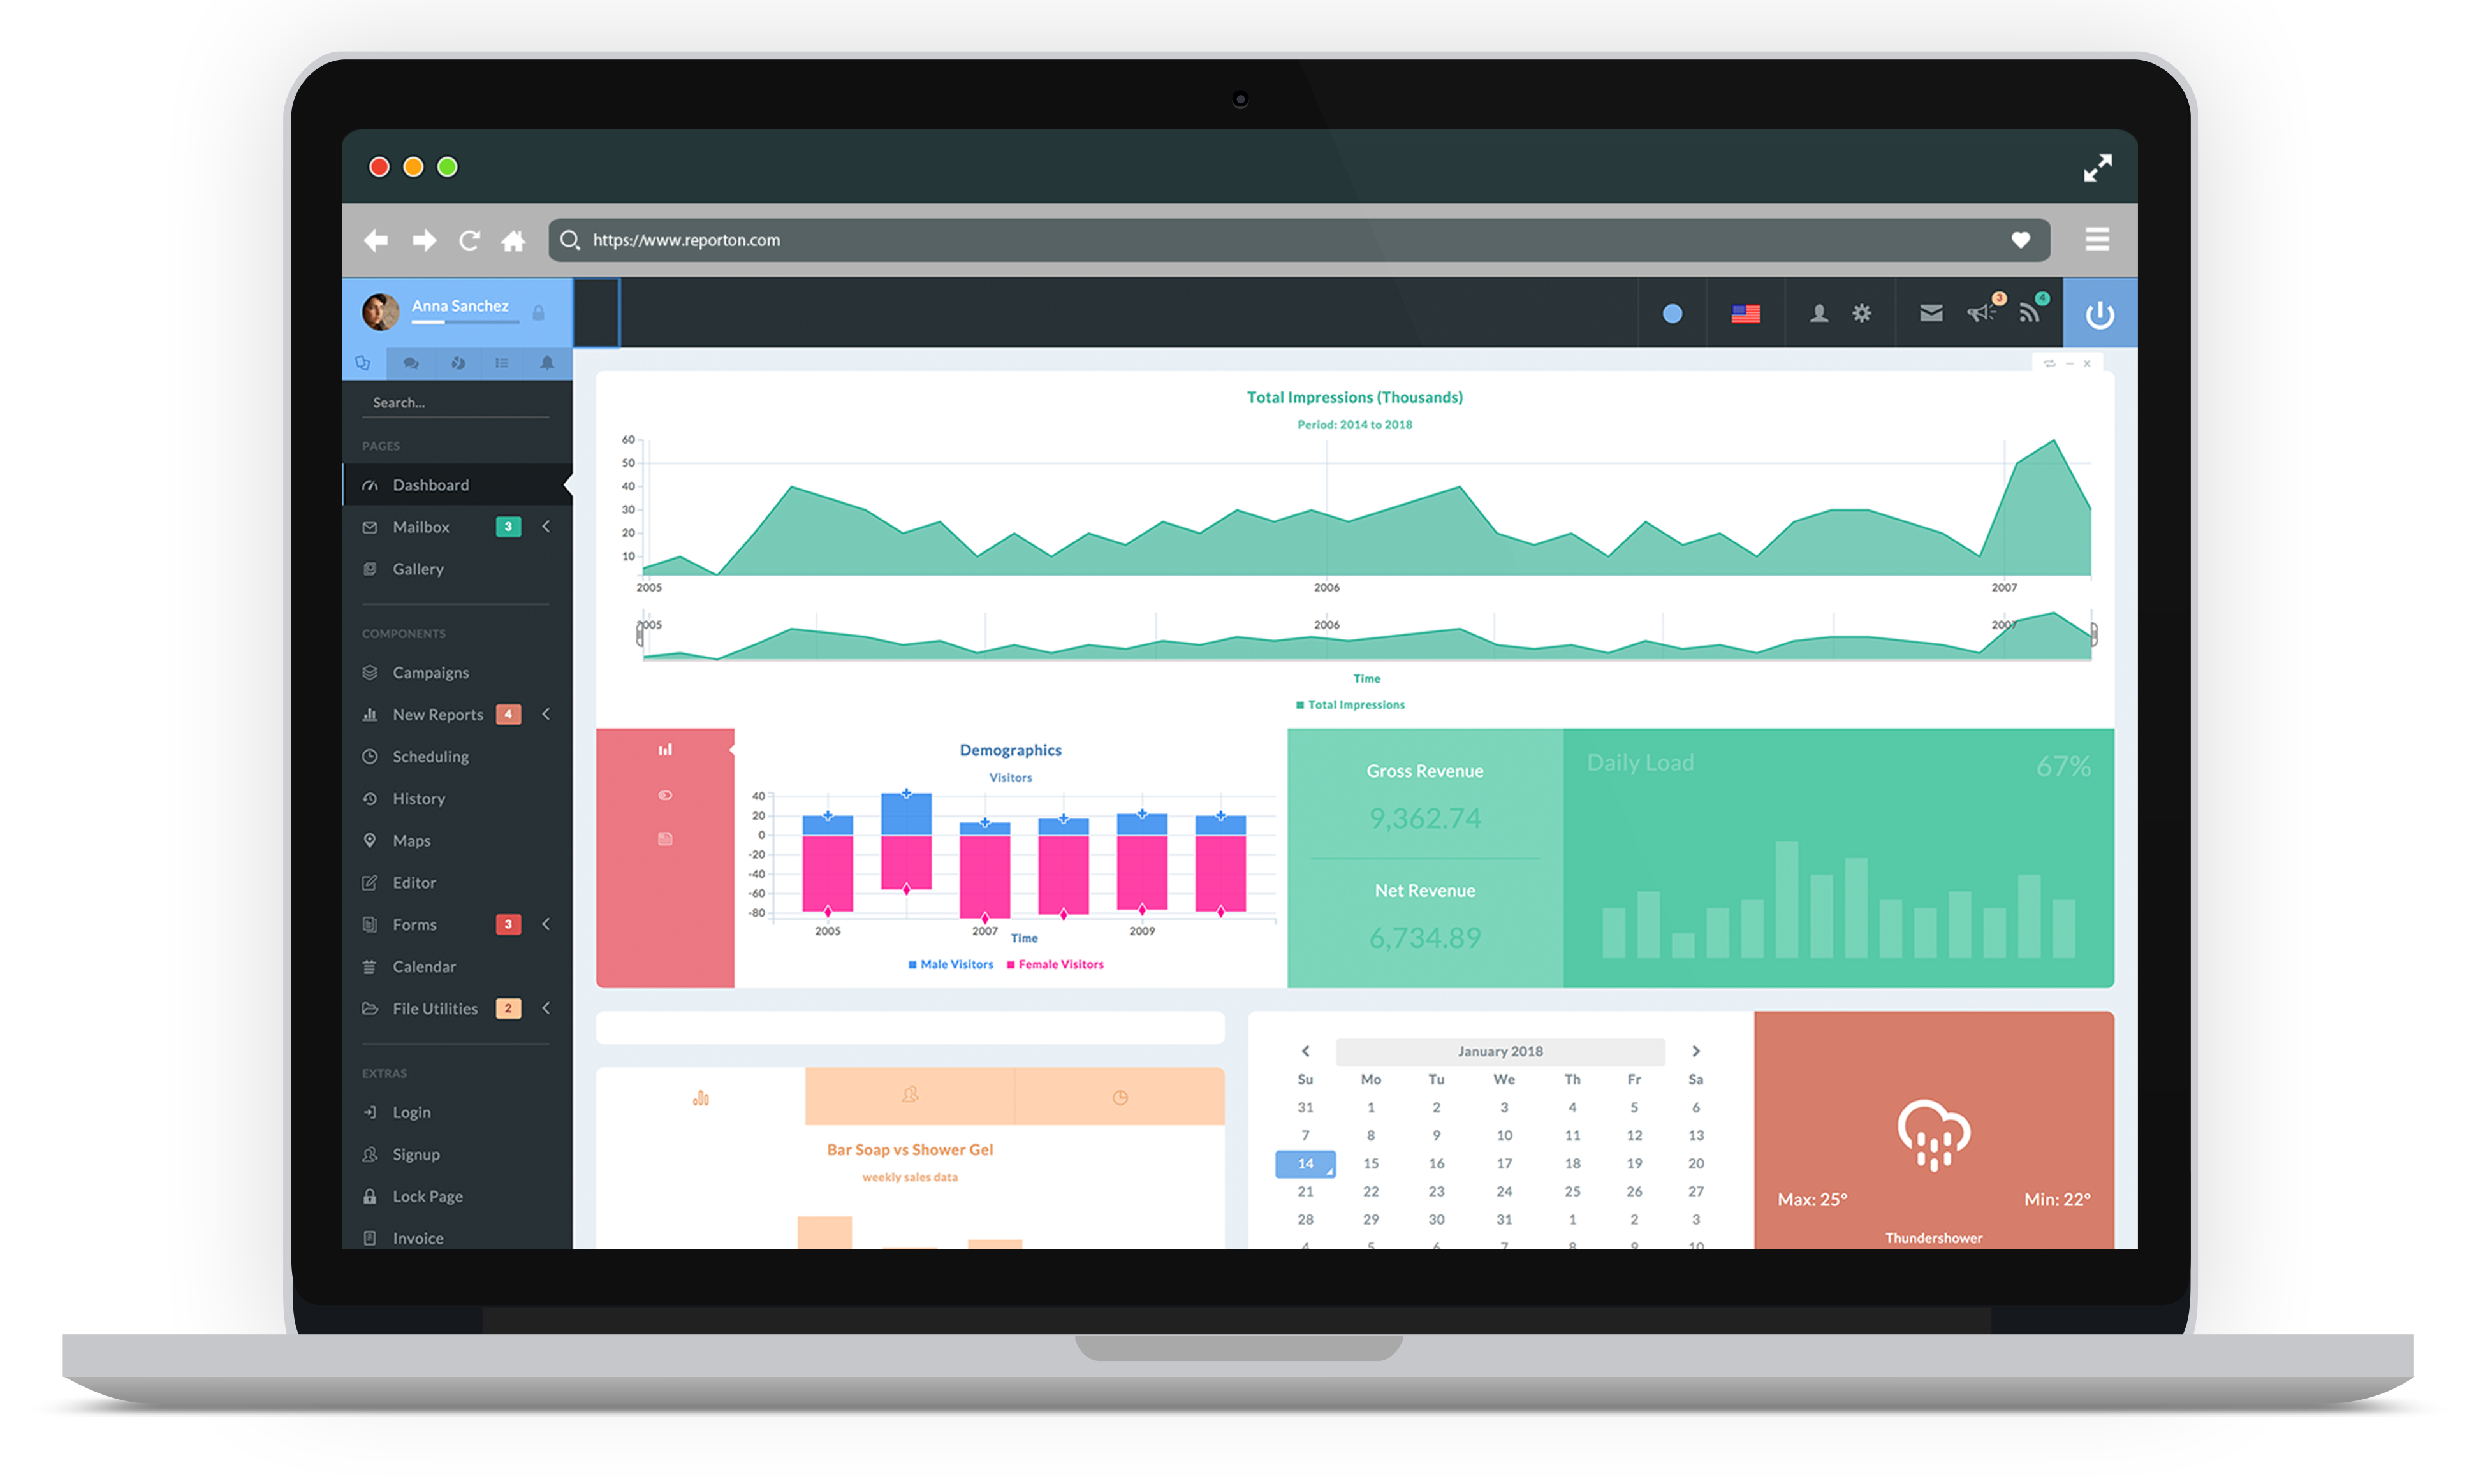 https://www.reporton.com
Anna Sanchez
3
4
Search...
PAGES
Dashboard
Mailbox 3
Gallery
COMPONENTS
Campaigns
New Reports 4
Scheduling
History
Maps
Editor
Forms 3
Calendar
File Utilities 2
EXTRAS
Login
Signup
Lock Page
Invoice
Total Impressions (Thousands)
Period: 2014 to 2018
60
50
40
30
20
10
2005 2006 2007
2005 2006 2007
Time
Total Impressions
Demographics
Visitors
40
20
0
-20
-40
-60
-80
2005 2007 2009
Time
Male Visitors Female Visitors
Gross Revenue
9,362.74
Net Revenue
6,734.89
Daily Load 67%
Bar Soap vs Shower Gel
weekly sales data
January 2018
Su Mo Tu We Th Fr Sa
31 1 2 3 4 5 6
7 8 9 10 11 12 13
14 15 16 17 18 19 20
21 22 23 24 25 26 27
28 29 30 31 1 2 3
4 5 6 7 8 9 10
Max: 25° Min: 22°
Thundershower